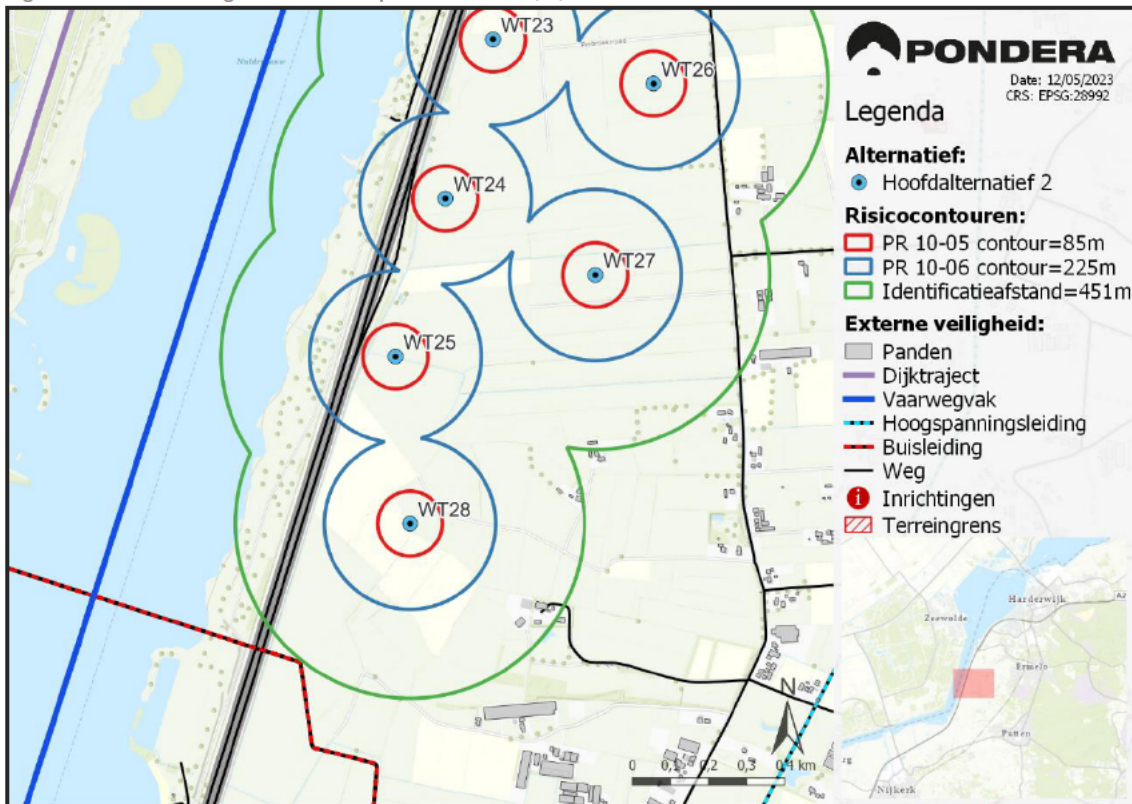 WT23
WT26
WT24
WT27
WT25
WT28
N
0 0,1 0,2 0,3 0,4 km
PONDERA
Date: 12/05/2023
CRS: EPSG:28992
Legenda
Alternatief:
Hoofdalternatief 2
Risicocontouren:
PR 10-05 contour=85m
PR 10-06 contour=225m
Identificatieafstand=451m
Externe veiligheid:
Panden
Dijktraject
Vaarwegvak
Hoogspanningsleiding
Buisleiding
Weg
i Inrichtingen
Terreingrens
Harderwijk
Zeewolde
A2
Ermelo
Putten
Nijkerk